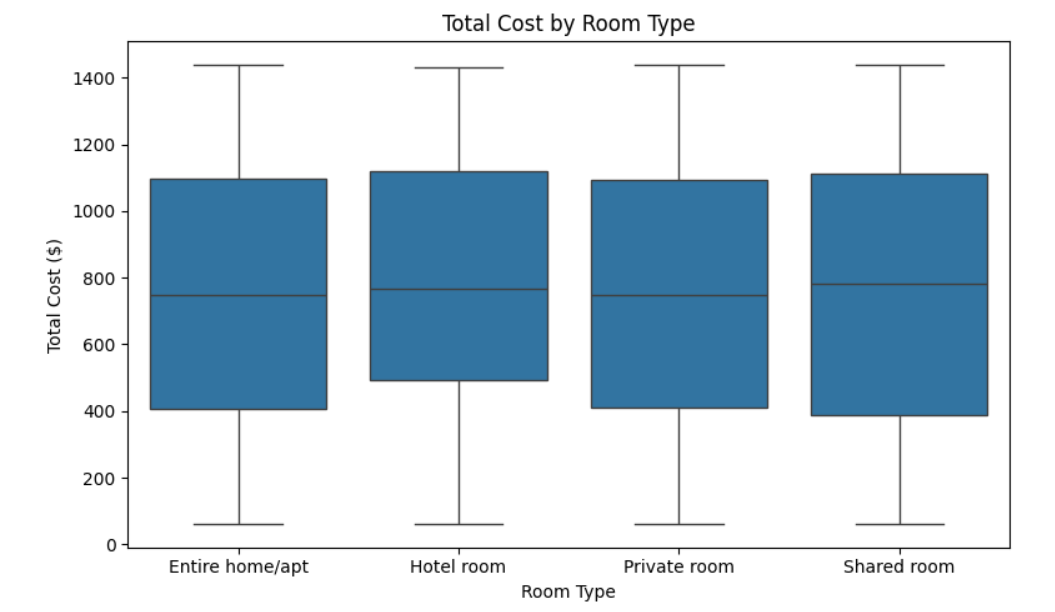 Total Cost by Room Type
Total Cost ($)
1400
1200
1000
800
600
400
200
0
Entire home/apt Hotel room Private room Shared room
Room Type